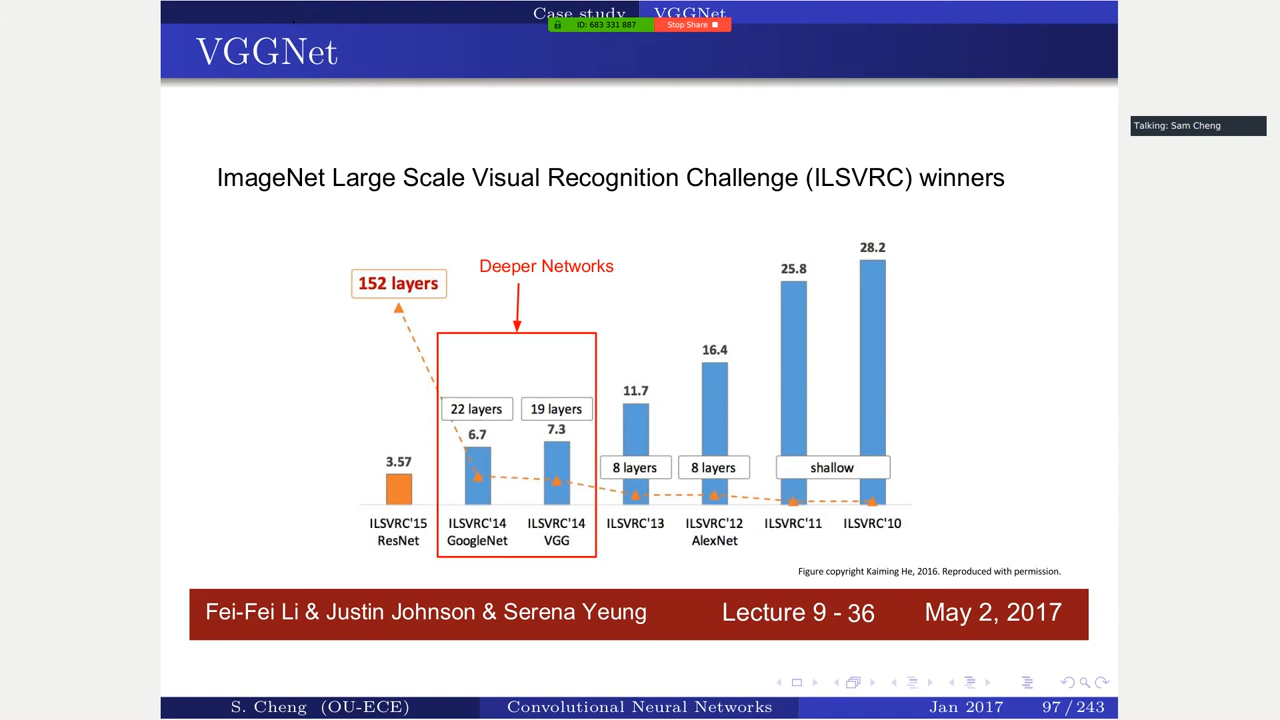 Case study VGGNet
ID: 683 331 887 Stop Share
VGGNet
Talking: Sam Cheng
ImageNet Large Scale Visual Recognition Challenge (ILSVRC) winners
28.2
Deeper Networks
25.8
152 layers
16.4
11.7
22 layers
19 layers
6.7
7.3
3.57
8 layers
8 layers
shallow
ILSVRC'15
ResNet
ILSVRC'14
GoogleNet
ILSVRC'14
VGG
ILSVRC'13
ILSVRC'12
AlexNet
ILSVRC'11
ILSVRC'10
Figure copyright Kaiming He, 2016. Reproduced with permission.
Fei-Fei Li & Justin Johnson & Serena Yeung Lecture 9 - 36 May 2, 2017
S. Cheng (OU-ECE) Convolutional Neural Networks Jan 2017 97 / 243